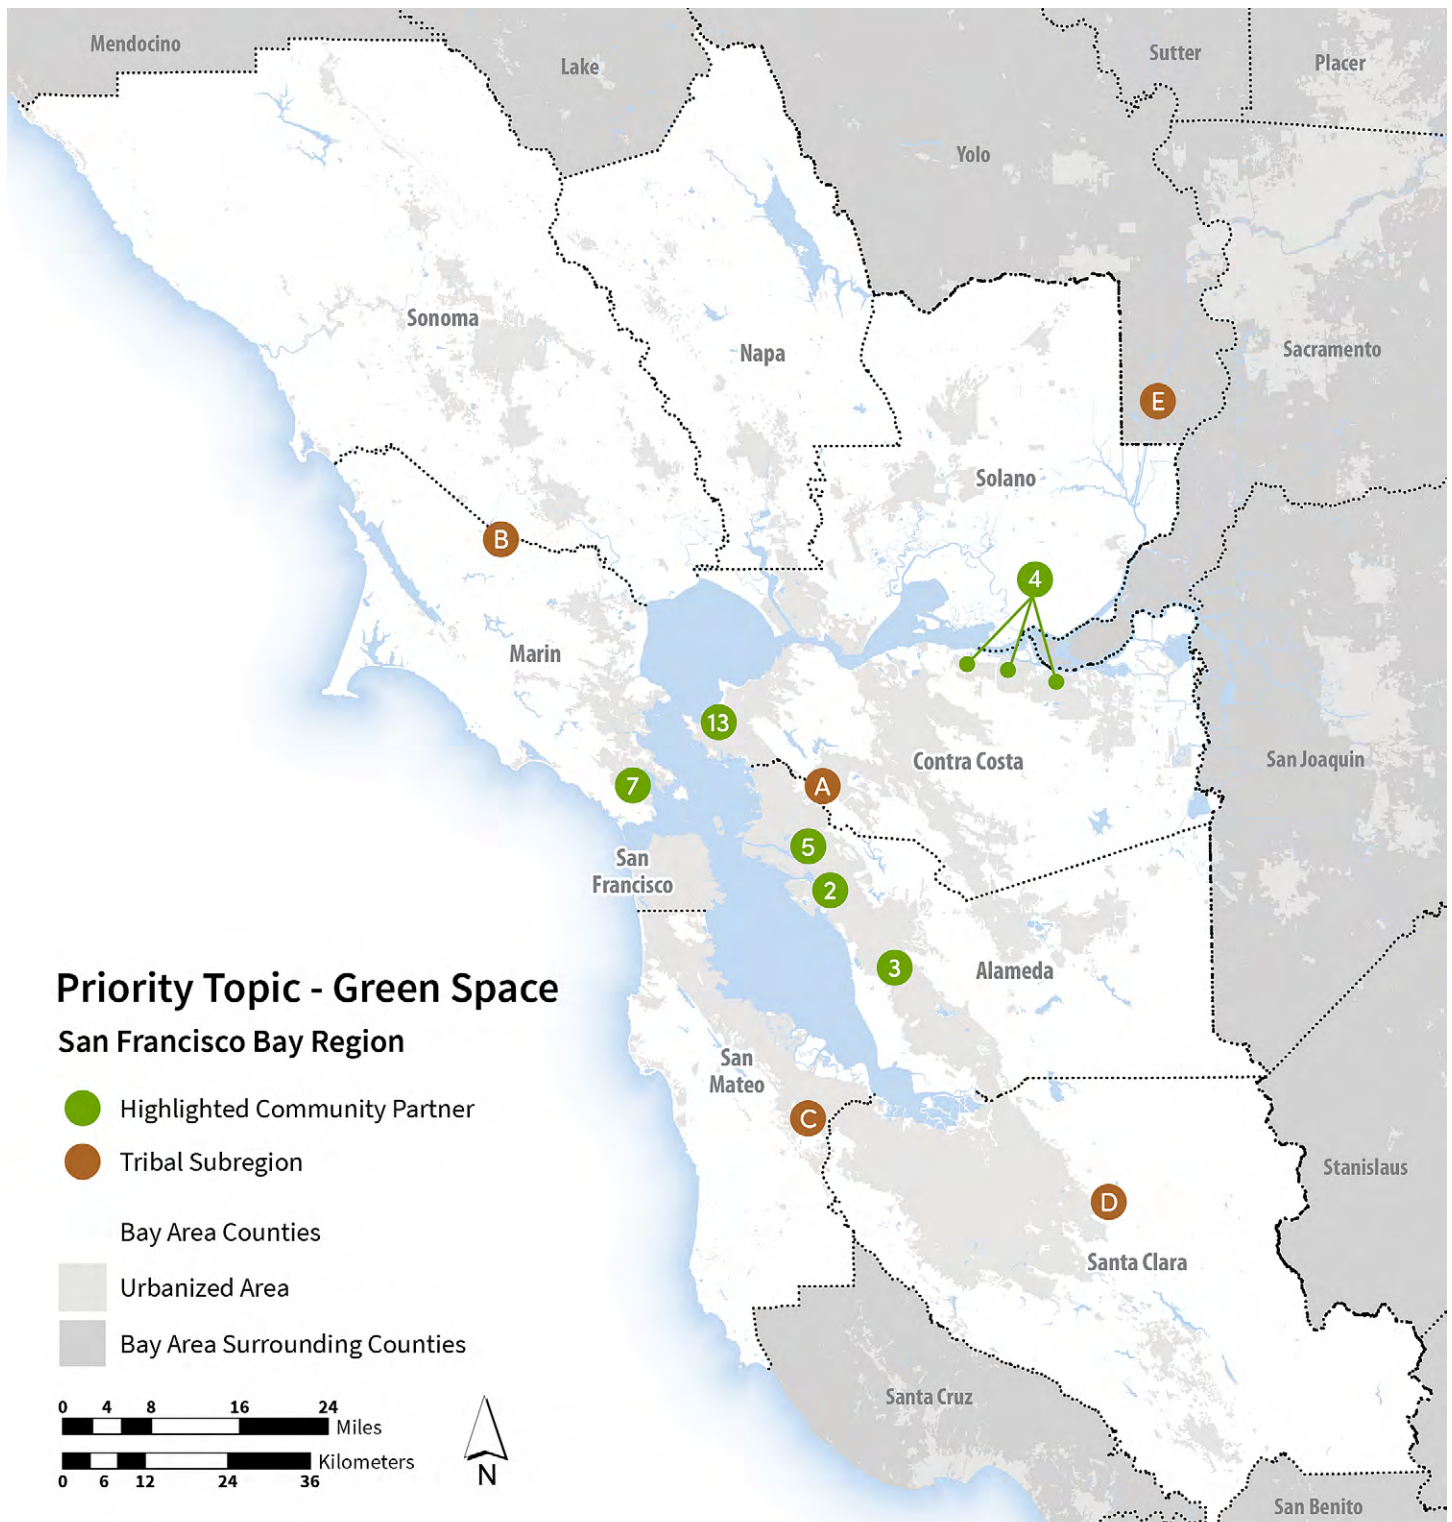 Mendocino
Lake
Sutter
Placer
Yolo
Sonoma
Napa
Sacramento
E
Solano
B
4
Marin
13
Contra Costa
San Joaquin
7
A
5
San
Francisco
2
3
Alameda
Priority Topic - Green Space
San Francisco Bay Region
San
Mateo
Highlighted Community Partner
C
Tribal Subregion
Stanislaus
D
Bay Area Counties
Santa Clara
Urbanized Area
Bay Area Surrounding Counties
Santa Cruz
0 4 8 16 24
Miles
Kilometers
0 6 12 24 36
N
San Benito